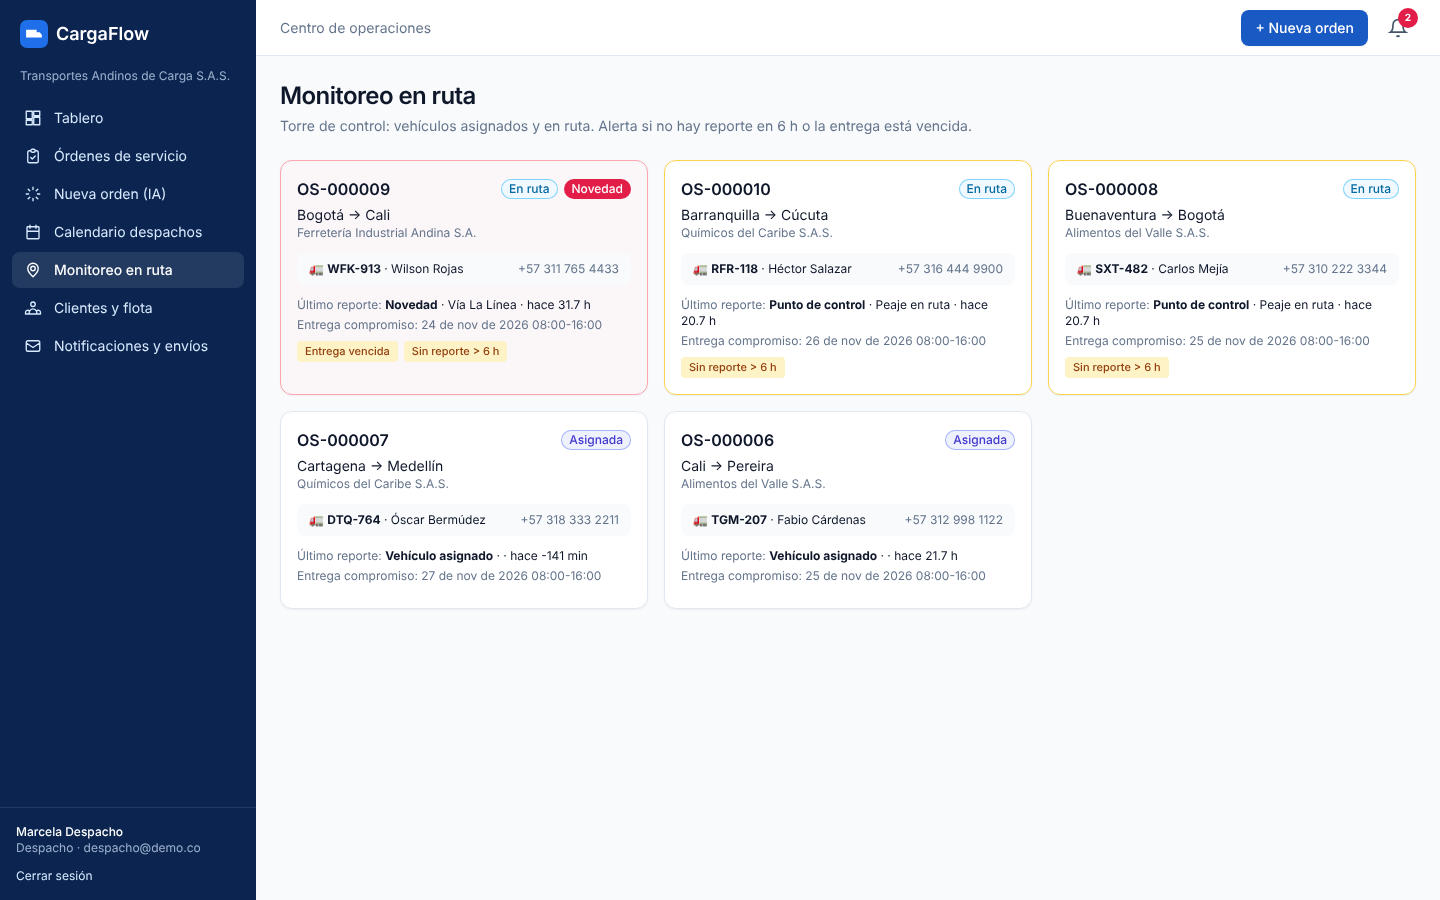 CargaFlow
Transportes Andinos de Carga S.A.S.
Tablero
Órdenes de servicio
Nueva orden (IA)
Calendario despachos
Monitoreo en ruta
Clientes y flota
Notificaciones y envíos
Marcela Despacho
Despacho · despacho@demo.co
Cerrar sesión
Centro de operaciones
+ Nueva orden
2
Monitoreo en ruta
Torre de control: vehículos asignados y en ruta. Alerta si no hay reporte en 6 h o la entrega está vencida.
OS-000009 En ruta Novedad
Bogotá → Cali
Ferretería Industrial Andina S.A.
WFK-913 · Wilson Rojas +57 311 765 4433
Último reporte: Novedad · Vía La Línea · hace 31.7 h
Entrega compromiso: 24 de nov de 2026 08:00-16:00
Entrega vencida Sin reporte > 6 h
OS-000010 En ruta
Barranquilla → Cúcuta
Químicos del Caribe S.A.S.
RFR-118 · Héctor Salazar +57 316 444 9900
Último reporte: Punto de control · Peaje en ruta · hace
20.7 h
Entrega compromiso: 26 de nov de 2026 08:00-16:00
Sin reporte > 6 h
OS-000008 En ruta
Buenaventura → Bogotá
Alimentos del Valle S.A.S.
SXT-482 · Carlos Mejía +57 310 222 3344
Último reporte: Punto de control · Peaje en ruta · hace
20.7 h
Entrega compromiso: 25 de nov de 2026 08:00-16:00
Sin reporte > 6 h
OS-000007 Asignada
Cartagena → Medellín
Químicos del Caribe S.A.S.
DTQ-764 · Óscar Bermúdez +57 318 333 2211
Último reporte: Vehículo asignado · · hace -141 min
Entrega compromiso: 27 de nov de 2026 08:00-16:00
OS-000006 Asignada
Cali → Pereira
Alimentos del Valle S.A.S.
TGM-207 · Fabio Cárdenas +57 312 998 1122
Último reporte: Vehículo asignado · · hace 21.7 h
Entrega compromiso: 25 de nov de 2026 08:00-16:00